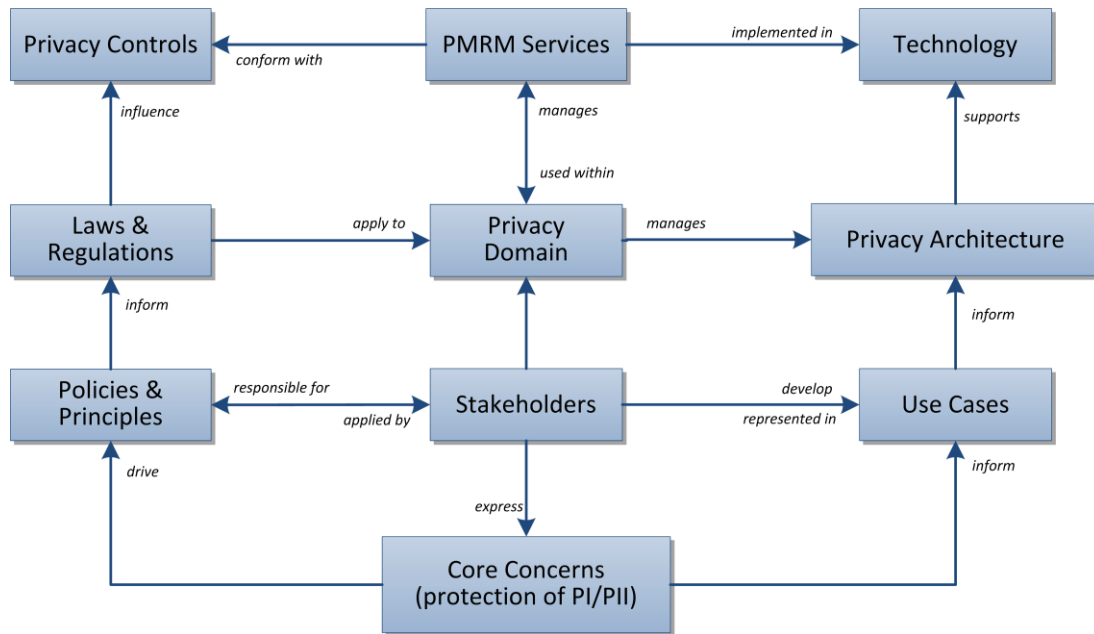 Privacy Controls
PMRM Services
Technology
conform with
implemented in
influence
manages
supports
used within
Laws &
Regulations
apply to
Privacy
Domain
manages
Privacy Architecture
inform
inform
Policies &
Principles
responsible for
applied by
Stakeholders
develop
represented in
Use Cases
drive
express
inform
Core Concerns
(protection of PI/PII)